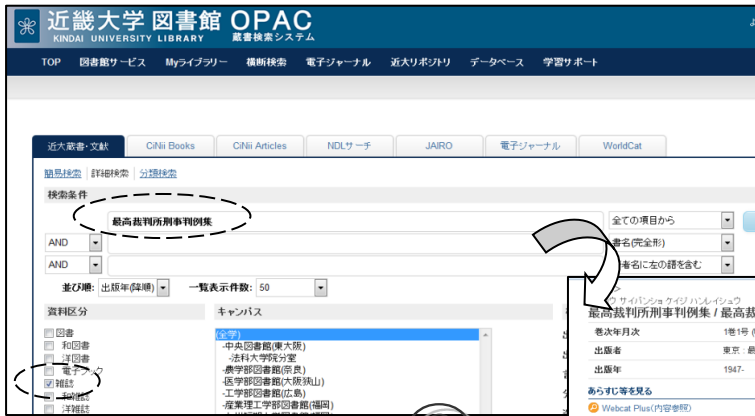 近畿大学 図書館 OPAC
KINDAI UNIVERSITY LIBRARY 蔵書検索システム
TOP 図書館サービス Myライブラリー 横断検索 電子ジャーナル 近大リポジトリ データベース 学習サポート
近大蔵書・文献 CiNii Books CiNii Articles NDLサーチ JAIRO 電子ジャーナル WorldCat
簡易検索 詳細検索 分類検索
検索条件
最高裁判所刑事判例集 全ての項目から
AND 書名(完全形)
AND 者名に左の語を含む
並び順: 出版年(降順) 一覧表示件数: 50
資料区分 キャンパス
図書 (全学)
和図書 -中央図書館(東大阪)
洋図書 -法科大学院分室
電子ブック -農学部図書館(奈良)
雑誌 -医学部図書館(大阪狭山)
和雑誌 -工学部図書館(広島)
洋雑誌 -産業理工学部図書館(福岡)
サイバンショ ケイジ ハンレイシュウ
最高裁判所刑事判例集 / 最高裁
巻次年月次 1巻1号
出版者 東京 :
出版年 1947-
あらすじ等を見る
Webcat Plus(内容参照)